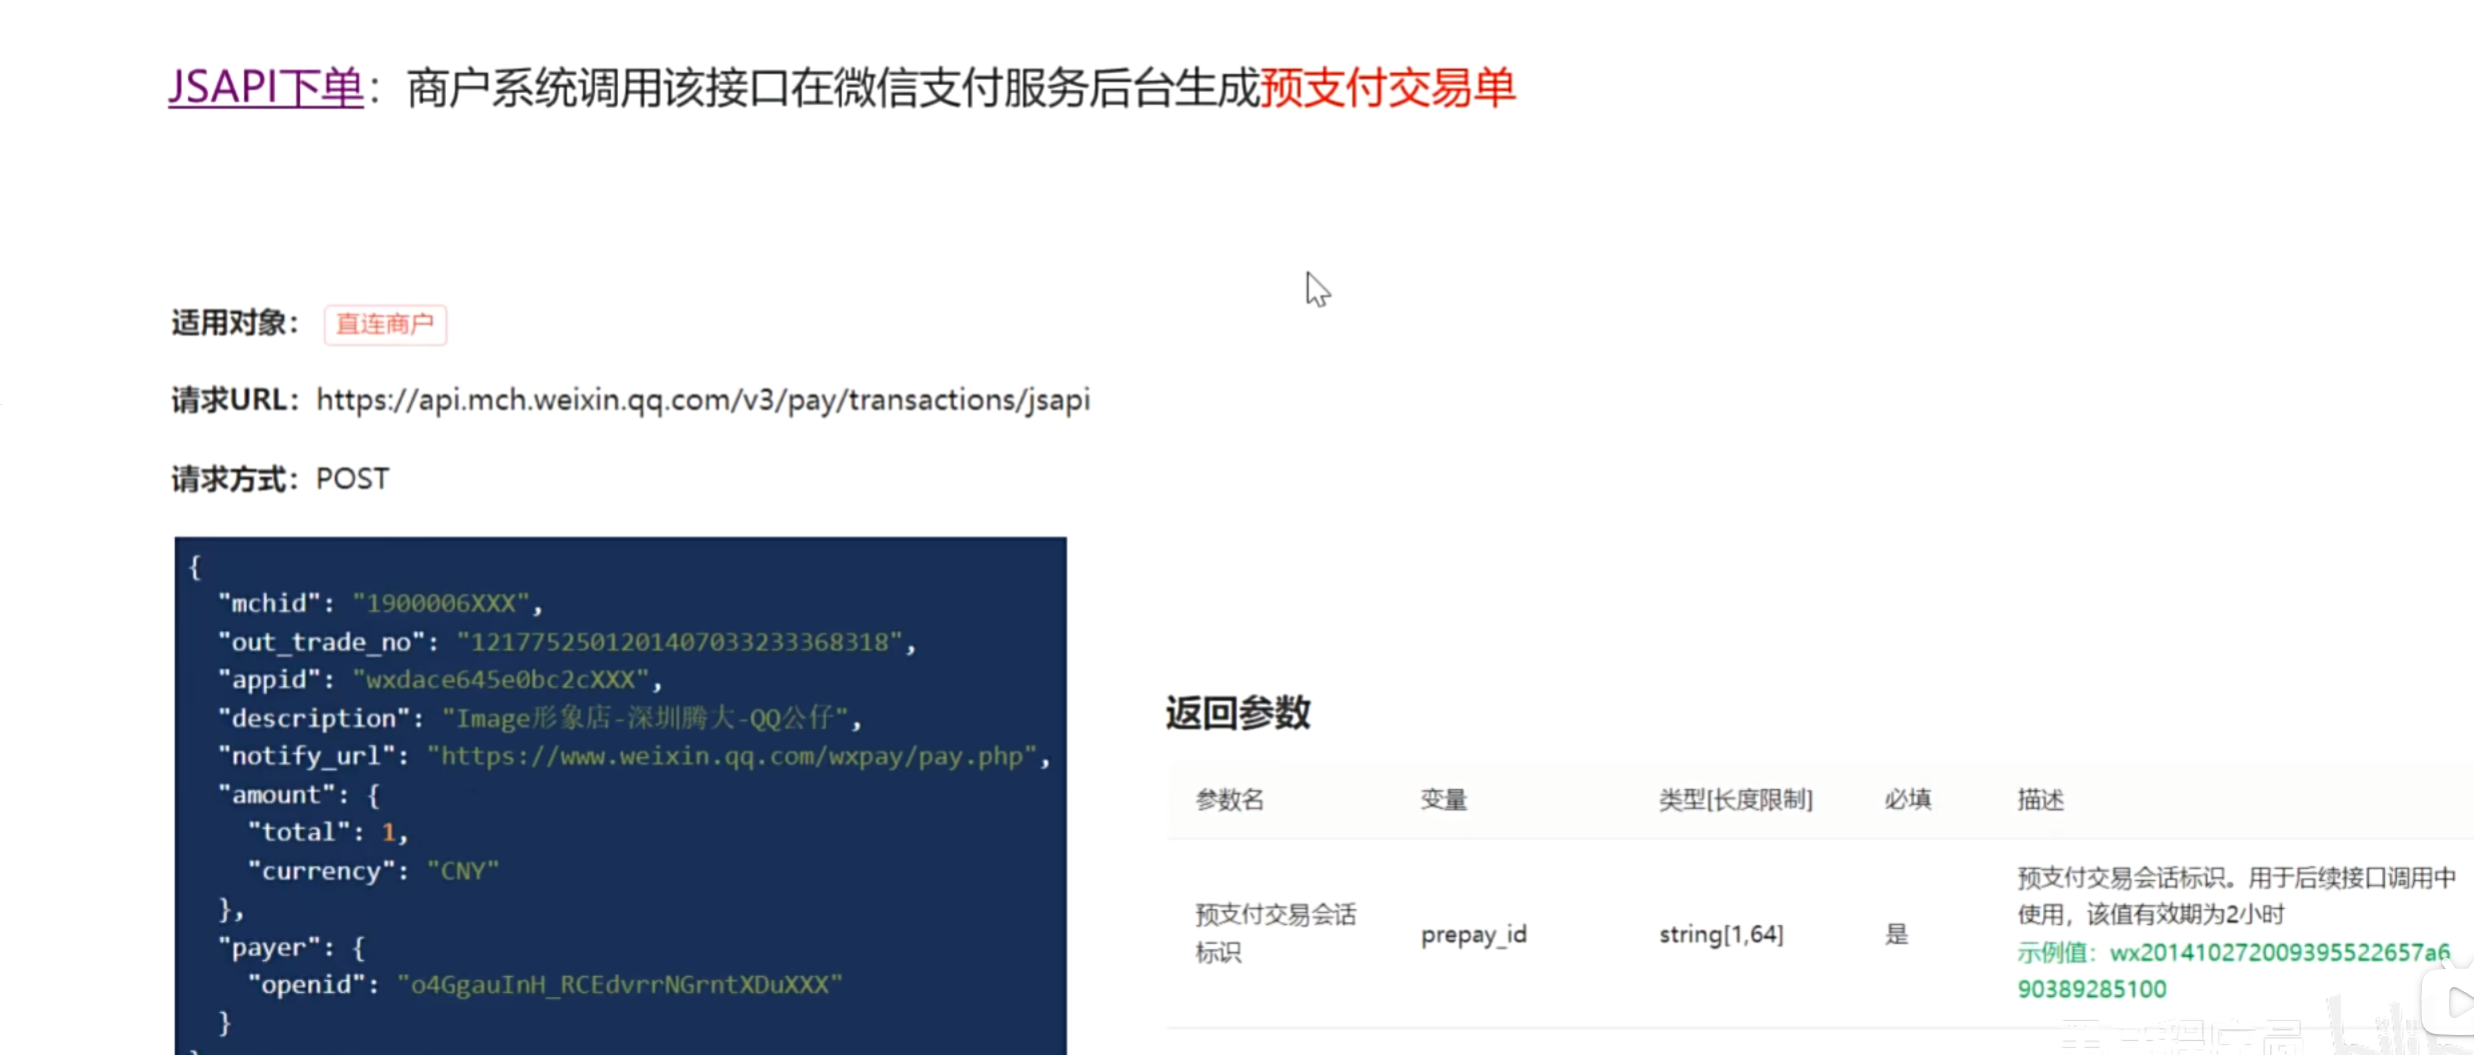 JSAPI下单：商户系统调用该接口在微信支付服务后台生成预支付交易单
适用对象： 直连商户
请求URL：https://api.mch.weixin.qq.com/v3/pay/transactions/jsapi
请求方式：POST
{
"mchid": "1900006XXX",
"out_trade_no": "1217752501201407033233368318",
"appid": "wxdace645e0bc2cXXX",
"description": "Image形象店-深圳腾大-QQ公仔",
"notify_url": "https://www.weixin.qq.com/wxpay/pay.php",
"amount": {
"total": 1,
"currency": "CNY"
},
"payer": {
"openid": "o4GgauInH_RCEdvrrNGrntXDuXXX"
}
返回参数
参数名 变量 类型[长度限制] 必填 描述
预支付交易会话标识 prepay_id string[1,64] 是 预支付交易会话标识。用于后续接口调用中
使用，该值有效期为2小时
示例值：wx201410272009395522657a6
90389285100